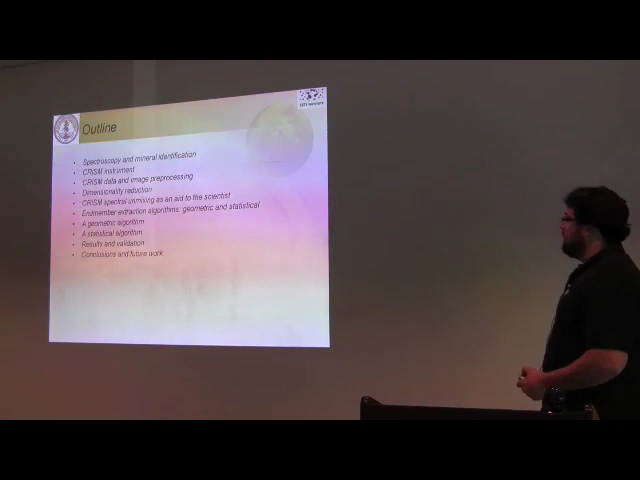 SETI Institute
Outline
• Spectroscopy and mineral identification
• CRISM instrument
• CRISM data and image preprocessing
• Dimensionality reduction
• CRISM spectral unmixing as an aid to the scientist
• Endmember extraction algorithms: geometric and statistical
• A geometric algorithm
• A statistical algorithm
• Results and validation
• Conclusions and future work